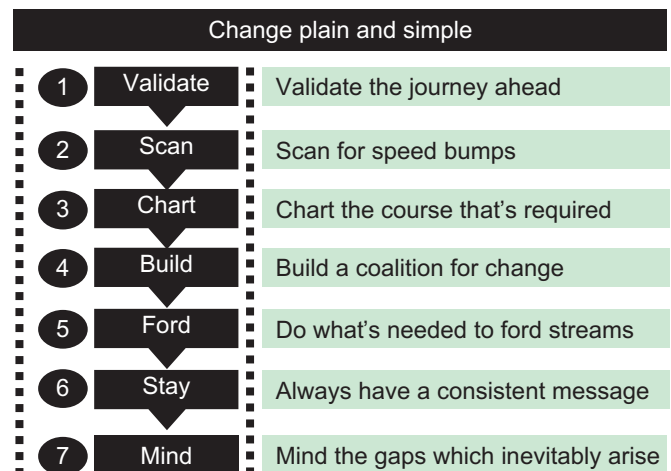 Change plain and simple
1 Validate Validate the journey ahead
2 Scan Scan for speed bumps
3 Chart Chart the course that's required
4 Build Build a coalition for change
5 Ford Do what's needed to ford streams
6 Stay Always have a consistent message
7 Mind Mind the gaps which inevitably arise